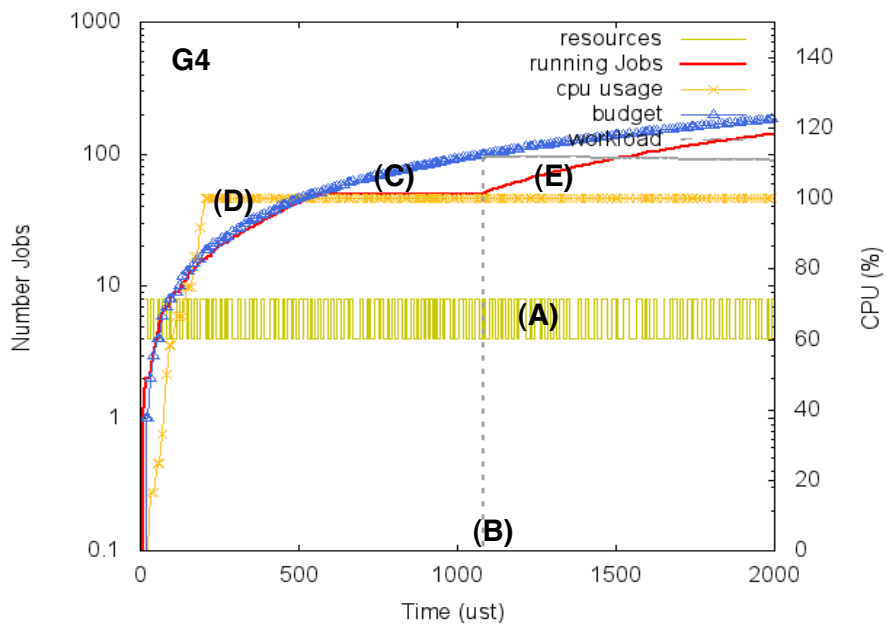 G4
resources
running Jobs
cpu usage
budget
workload
1000
100
10
1
0.1
Number Jobs
140
120
100
80
60
40
20
0
CPU (%)
(D)
(C)
(E)
(A)
(B)
0
500
1000
1500
2000
Time (ust)